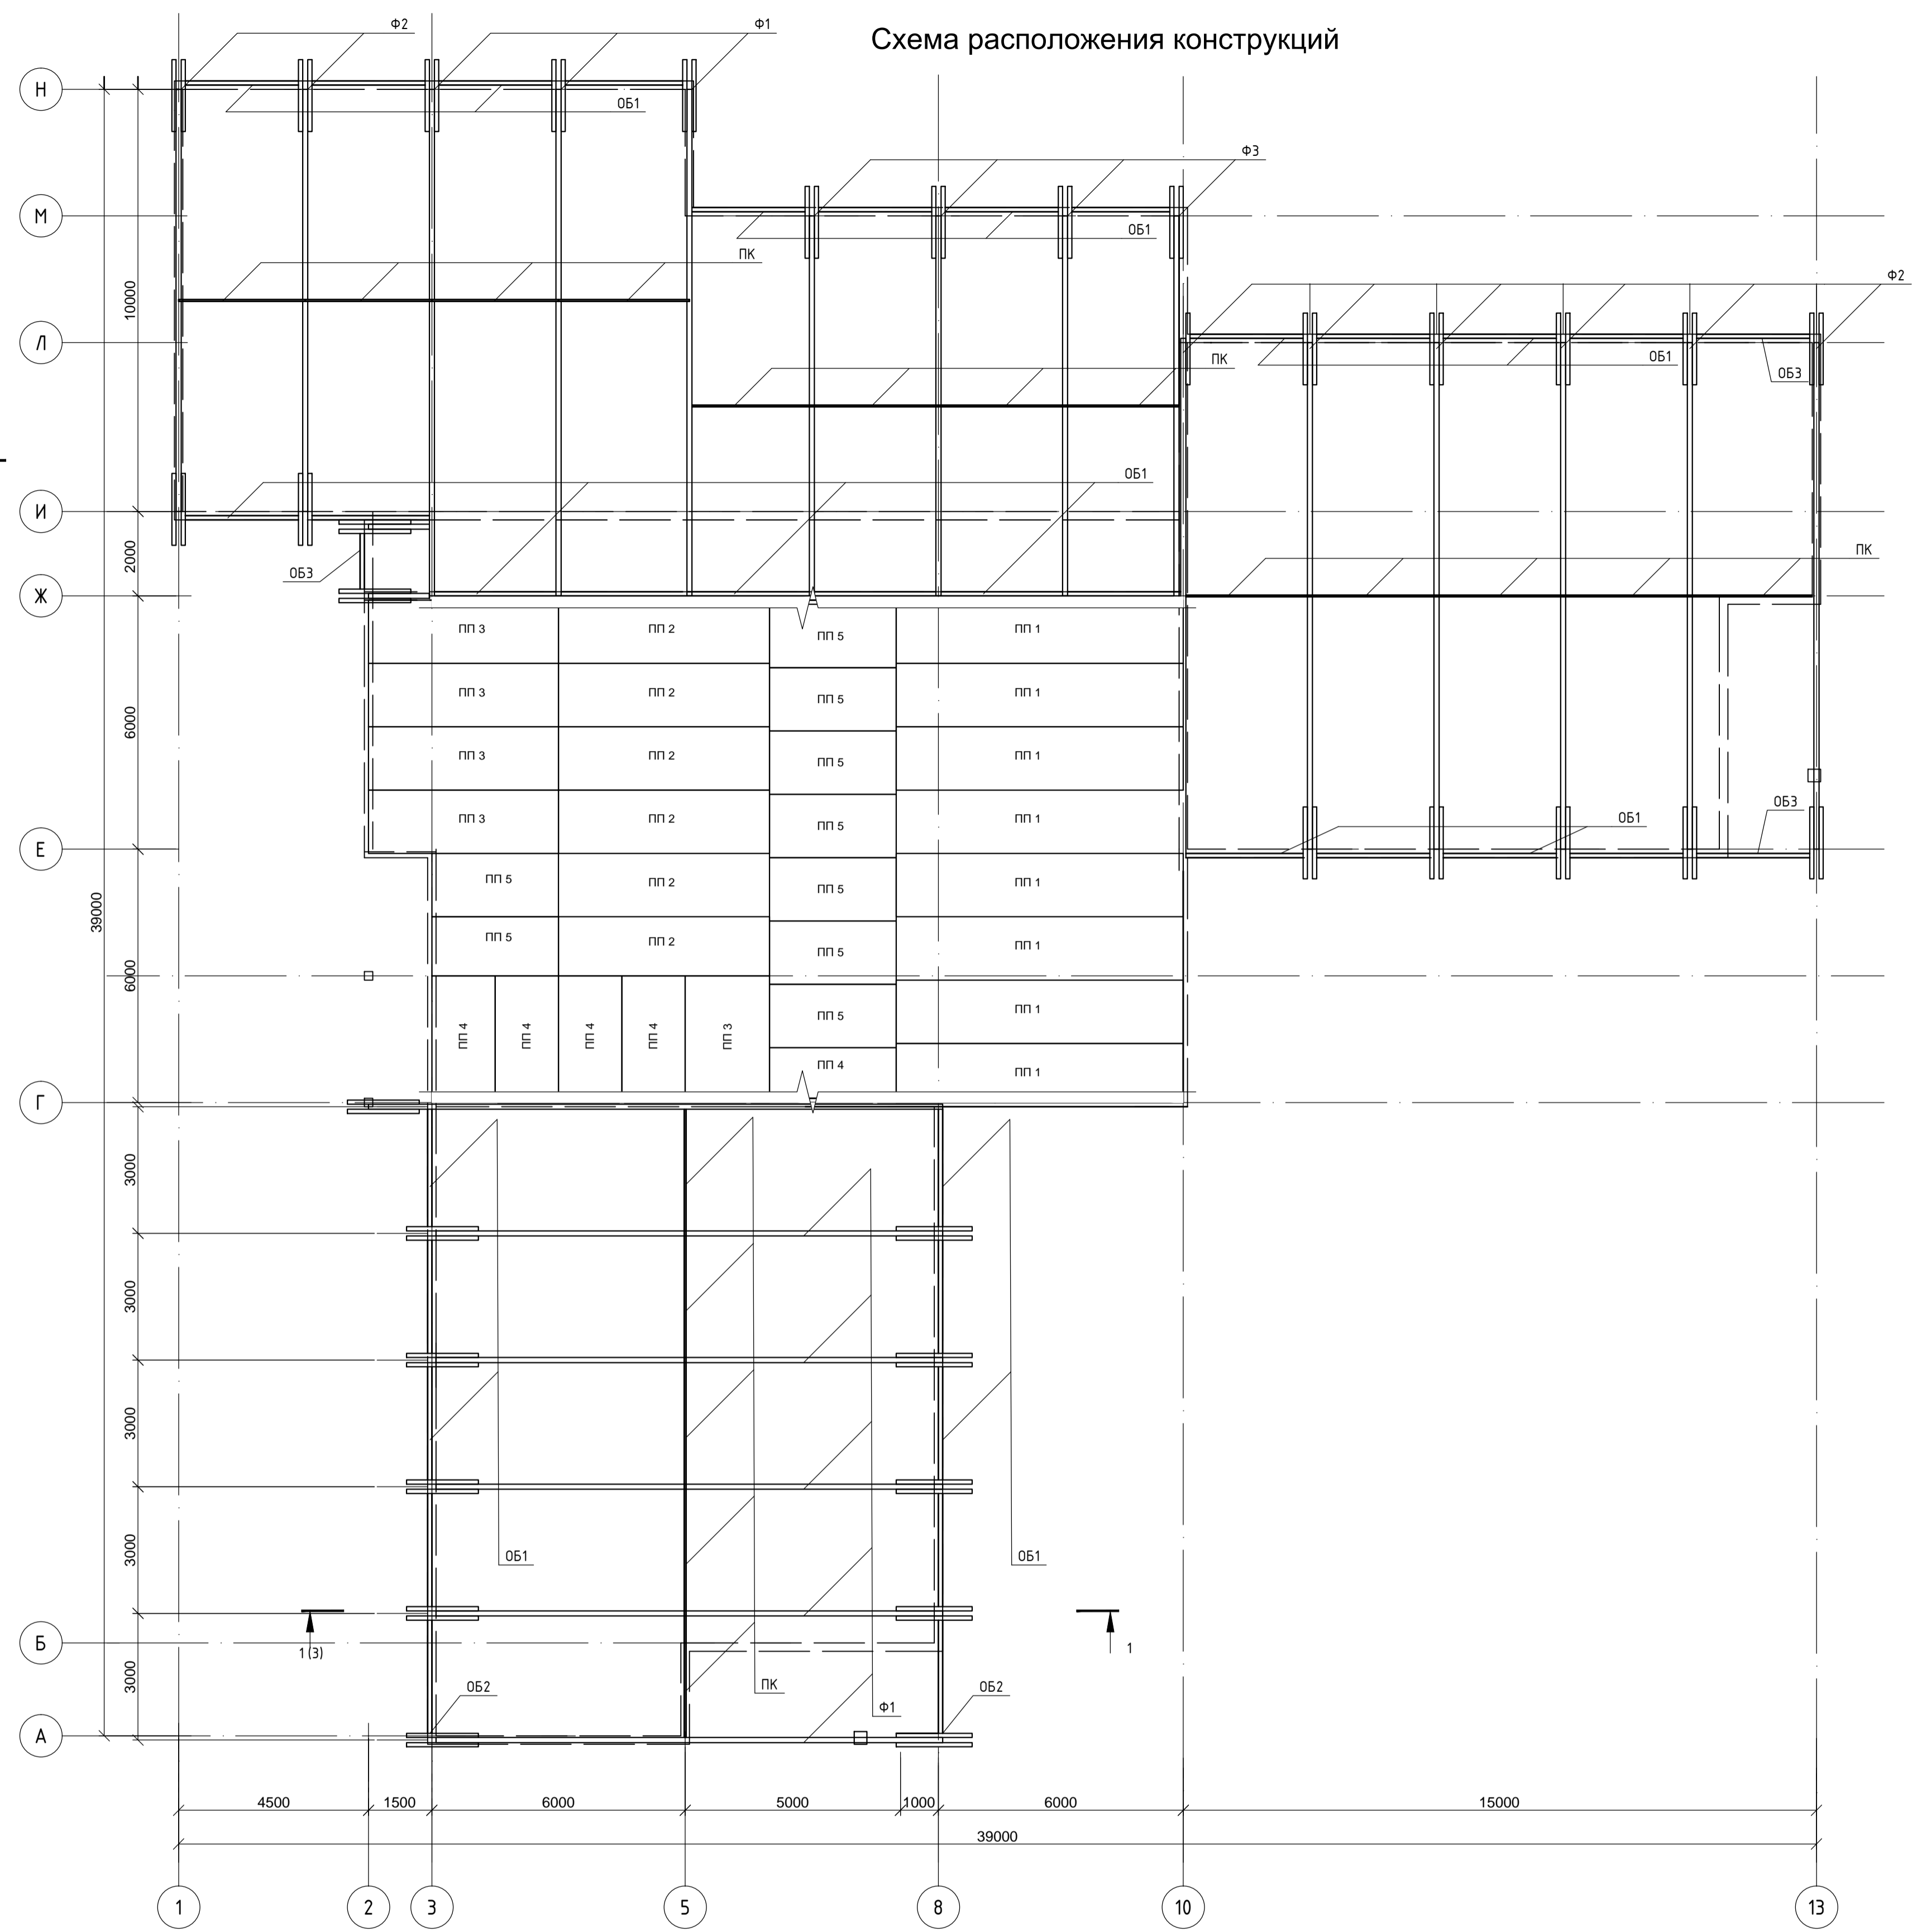 Схема расположения конструкций
Ф2
Ф1
Н
ОБ1
Ф3
М
ОБ1
ПК
Ф2
10000
Л
ПК
ОБ1
ОБ3
ОБ1
И
2000
ОБ3
ПК
Ж
ПП 3
ПП 2
ПП 5
ПП 1
ПП 3
ПП 2
ПП 5
ПП 1
6000
ПП 3
ПП 2
ПП 5
ПП 1
ПП 3
ПП 2
ПП 5
ПП 1
ОБ1
ОБ3
Е
ПП 5
ПП 2
ПП 5
ПП 1
39000
ПП 5
ПП 2
ПП 5
ПП 1
6000
ПП 4
ПП 4
ПП 4
ПП 4
ПП 3
ПП 5
ПП 1
ПП 4
ПП 1
Г
3000
3000
3000
3000
ОБ1
ОБ1
Б
1 (3)
1
3000
ОБ2
ПК
Ф1
ОБ2
А
4500
1500
6000
5000
1000
6000
15000
39000
1
2
3
5
8
10
13